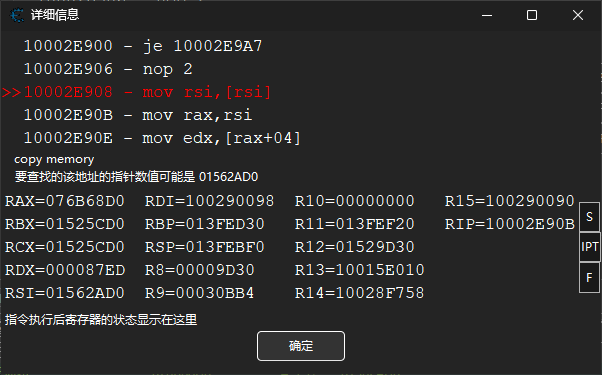 详细信息
10002E900 - je 10002E9A7
10002E906 - nop 2
>>10002E908 - mov rsi,[rsi]
10002E90B - mov rax,rsi
10002E90E - mov edx,[rax+04]
copy memory
要查找的该地址的指针数值可能是 01562AD0
RAX=076B68D0 RDI=100290098 R10=00000000 R15=100290090
RBX=01525CD0 RBP=013FED30 R11=013FEF20 RIP=10002E90B
RCX=01525CD0 RSP=013FEBF0 R12=01529D30
RDX=000087ED R8=00009D30 R13=10015E010
RSI=01562AD0 R9=00030BB4 R14=10028F758
S
IPT
F
指令执行后寄存器的状态显示在这里
确定